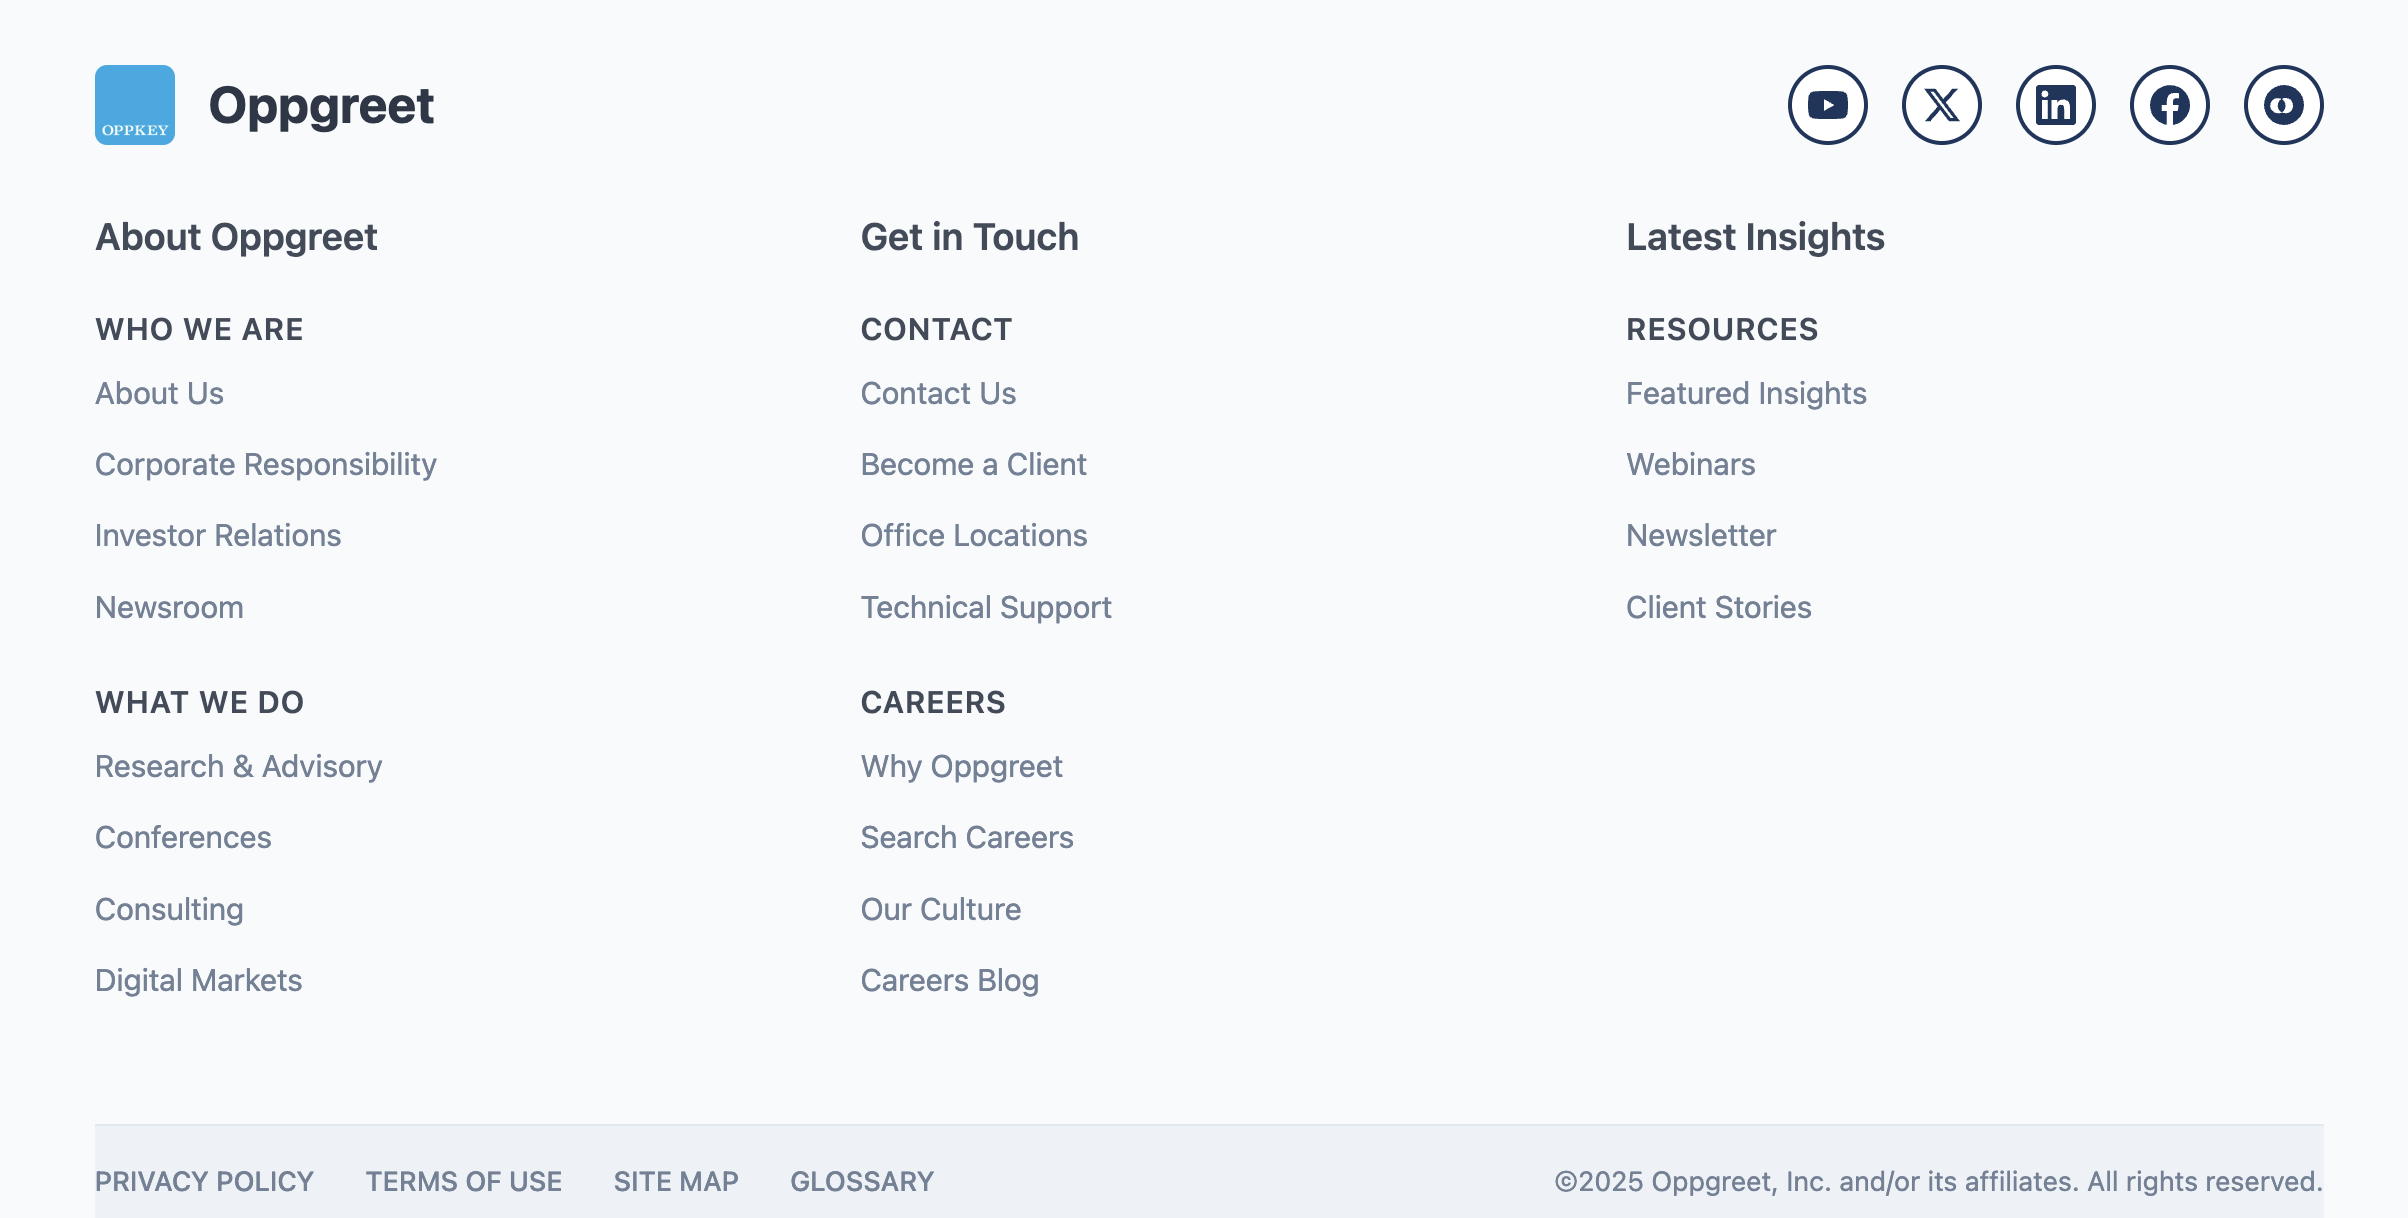 OPPKEY
Oppgreet
About Oppgreet
WHO WE ARE
About Us
Corporate Responsibility
Investor Relations
Newsroom
WHAT WE DO
Research & Advisory
Conferences
Consulting
Digital Markets
Get in Touch
CONTACT
Contact Us
Become a Client
Office Locations
Technical Support
CAREERS
Why Oppgreet
Search Careers
Our Culture
Careers Blog
Latest Insights
RESOURCES
Featured Insights
Webinars
Newsletter
Client Stories
PRIVACY POLICY TERMS OF USE SITE MAP GLOSSARY
©2025 Oppgreet, Inc. and/or its affiliates. All rights reserved.